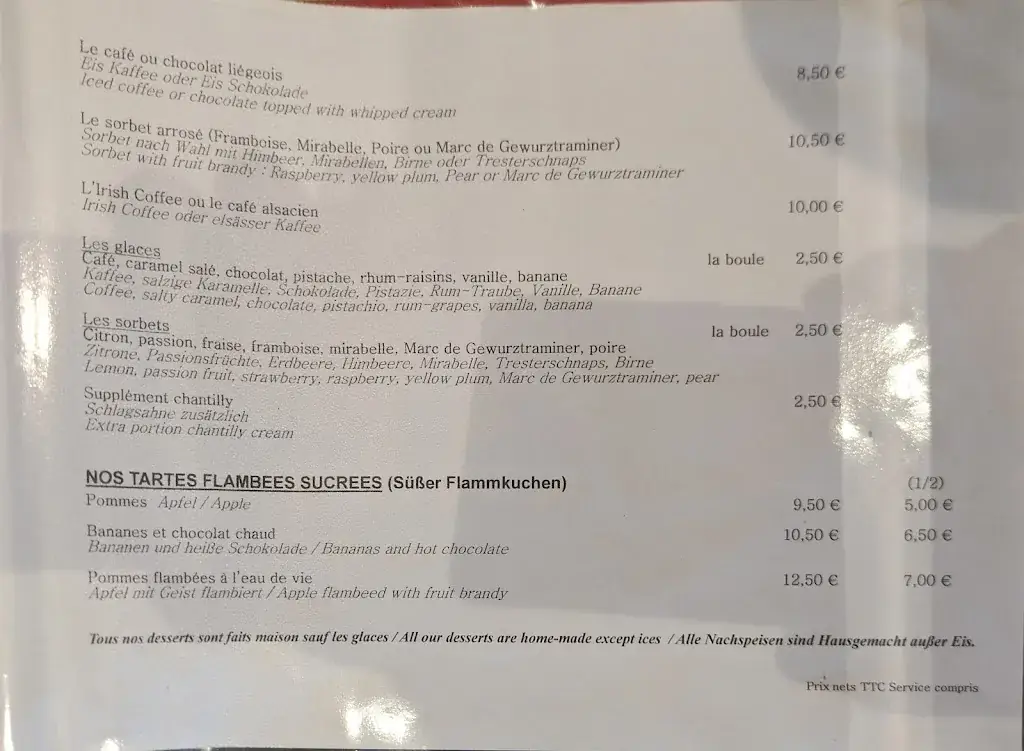 Le café ou chocolat liégeois 8,50 €
Eis Kaffee oder Eis Schokolade
Iced coffee or chocolate topped with whipped cream
Le sorbet arrosé (Framboise, Mirabelle, Poire ou Marc de Gewurztraminer) 10,50 €
Sorbet nach Wahl mit Himbeer, Mirabellen, Birne oder Tresterschnaps
Sorbet with fruit brandy : Raspberry, yellow plum, Pear or Marc de Gewurztraminer
L'Irish Coffee ou le café alsacien 10,00 €
Irish Coffee oder elsässer Kaffee
Les glaces la boule 2,50 €
Café, caramel salé, chocolat, pistache, rhum-raisins, vanille, banane
Kaffee, salzige Karamelle, Schokolade, Pistazie, Rum-Traube, Vanille, Banane
Coffee, salty caramel, chocolate, pistachio, rum-grapes, vanilla, banana
Les sorbets la boule 2,50 €
Citron, passion, fraise, framboise, mirabelle, Marc de Gewurztraminer, poire
Zitrone, Passionsfrüchte, Erdbeere, Himbeere, Mirabelle, Tresterschnaps, Birne
Lemon, passion fruit, strawberry, raspberry, yellow plum, Marc de Gewurztraminer, pear
Supplément chantilly 2,50 €
Schlagsahne zusätzlich
Extra portion chantilly cream
NOS TARTES FLAMBEES SUCREES (Süßer Flammkuchen) (1/2)
Pommes Apfel / Apple 9,50 € 5,00 €
Bananes et chocolat chaud 10,50 € 6,50 €
Bananen und heiße Schokolade / Bananas and hot chocolate
Pommes flambées à l'eau de vie 12,50 € 7,00 €
Apfel mit Geist flambiert / Apple flambeed with fruit brandy
Tous nos desserts sont faits maison sauf les glaces / All our desserts are home-made except ices / Alle Nachspeisen sind Hausgemacht außer Eis.
Prix nets TTC Service compris